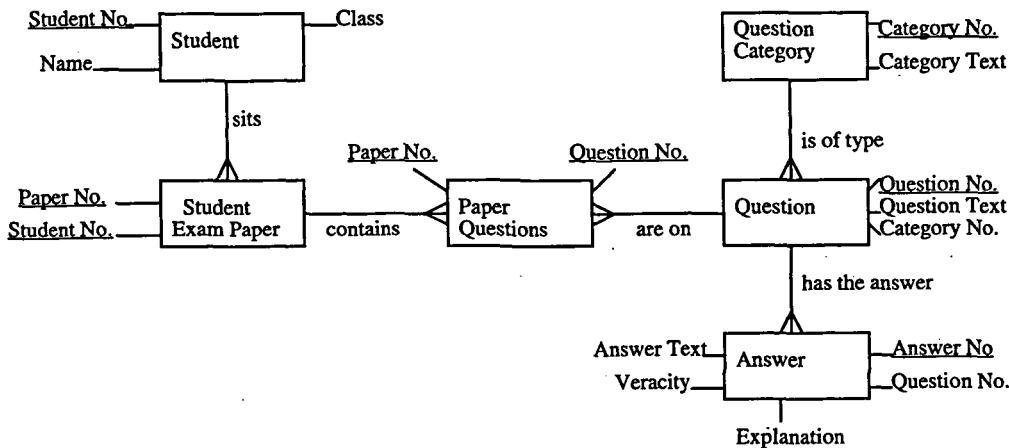 Student No.
Student
Class
Name
Question
Category
Category No.
Category Text
sits
is of type
Paper No.
Question No.
Paper No.
Student No.
Student
Exam Paper
contains
Paper
Questions
are on
Question
Question No.
Question Text
Category No.
has the answer
Answer Text
Veracity
Answer
Answer No
Question No.
Explanation